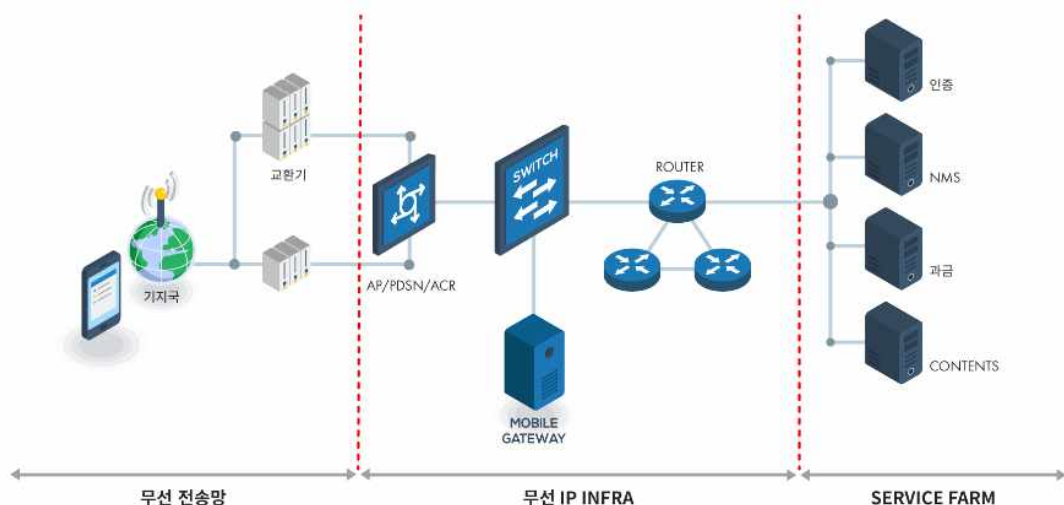 인증
교환기
SWITCH
ROUTER
NMS
기지국
AP/PDSN/ACR
과금
CONTENTS
MOBILE
GATEWAY
무선 전송망
무선 IP INFRA
SERVICE FARM